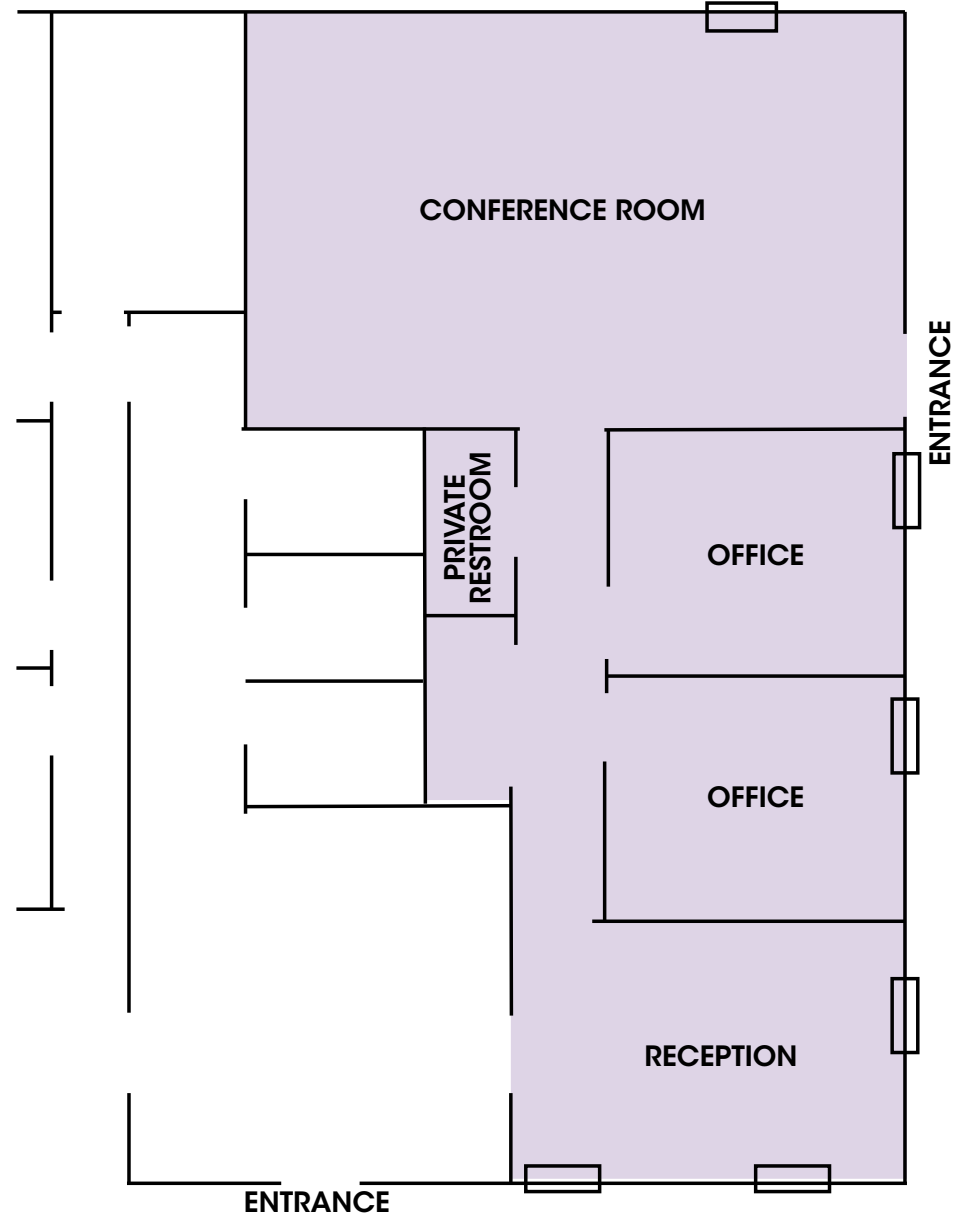 CONFERENCE ROOM
ENTRANCE
PRIVATE
RESTROOM
OFFICE
OFFICE
RECEPTION
ENTRANCE